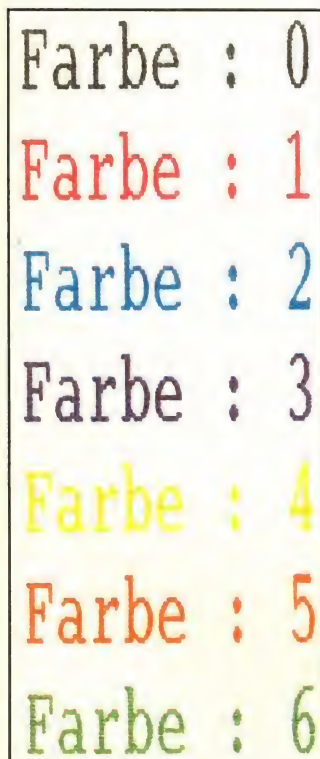 Farbe : 0
Farbe : 1
Farbe : 2
Farbe : 3
Farbe : 4
Farbe : 5
Farbe : 6